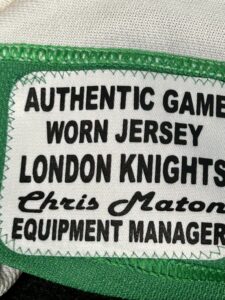 AUTHENTIC GAME
WORN JERSEY
LONDON KNIGHTS
Chris Maton
EQUIPMENT MANAGER